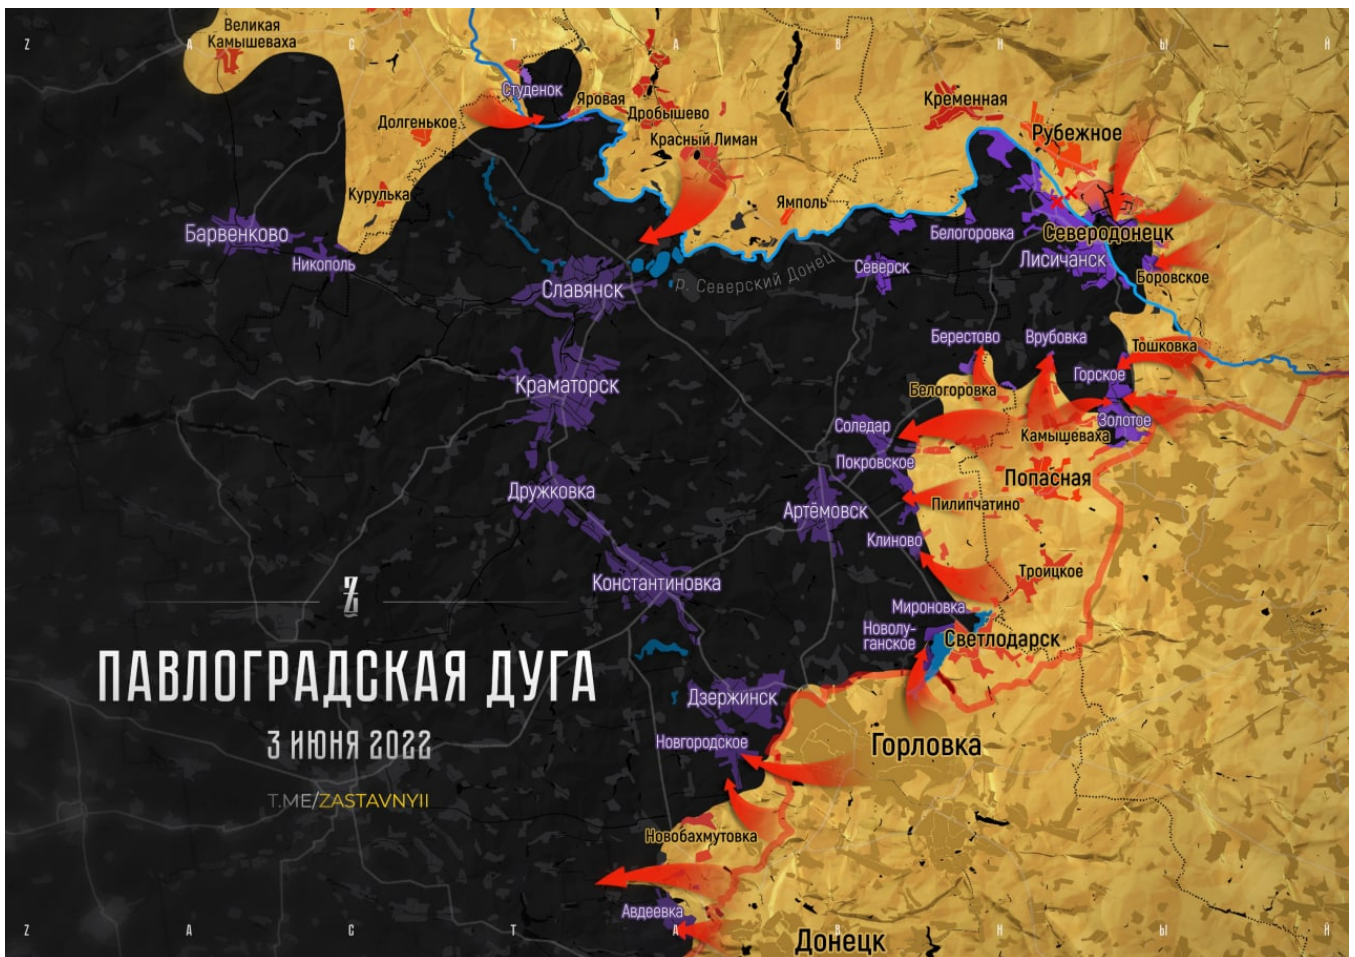 Z A C T A B H Ы Й
Великая
Камышеваха
Студенок
Яровая
Дробышево
Долгенькое
Красный Лиман
Кременная
Рубежное
Курулька
Ямполь
Барвенково
Никополь
Белогоровка
Северодонецк
Лисичанск
Северск
Боровское
Славянск
р. Северский Донец
Берестово
Врубовка
Тошковка
Горское
Краматорск
Белогоровка
Соледар
Камышеваха
Золотое
Покровское
Попасная
Дружковка
Артёмовск
Пилипчатино
Клиново
Константиновка
Троицкое
Мироновка
Новолу-
ганское
Светлодарск
Z
ПАВЛОГРАДСКАЯ ДУГА
3 ИЮНЯ 2022
T.ME/ZASTAVNYII
Дзержинск
Новгородское
Горловка
Новобахмутовка
Авдеевка
Z A C T A B H Ы Й
Донецк